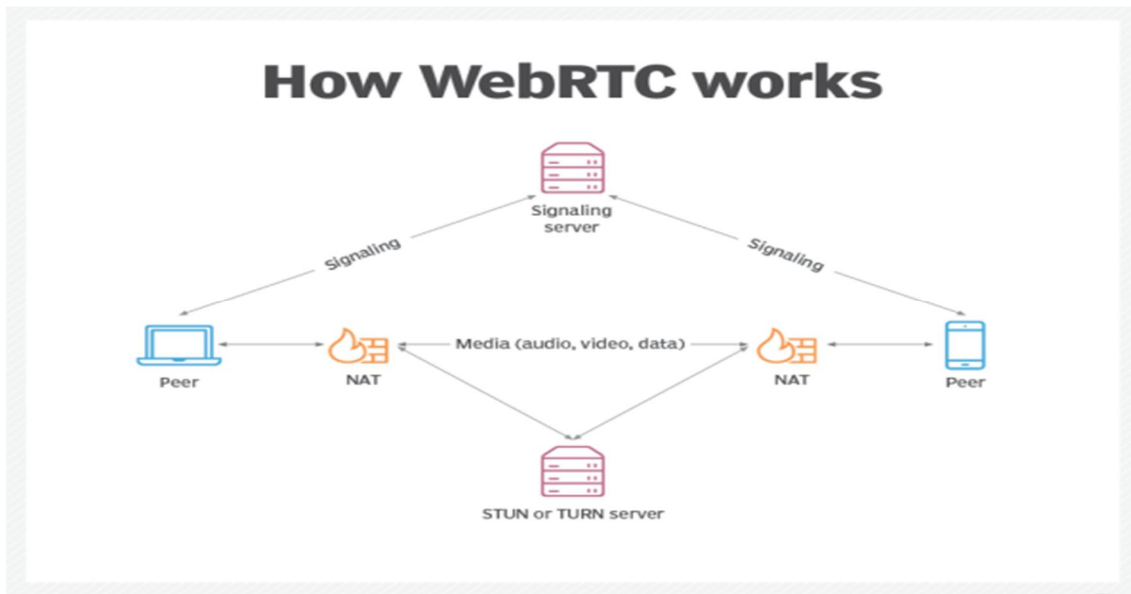 How WebRTC works
Signaling
server
Signaling
Signaling
Media (audio, video, data)
Peer
NAT
NAT
Peer
STUN or TURN server